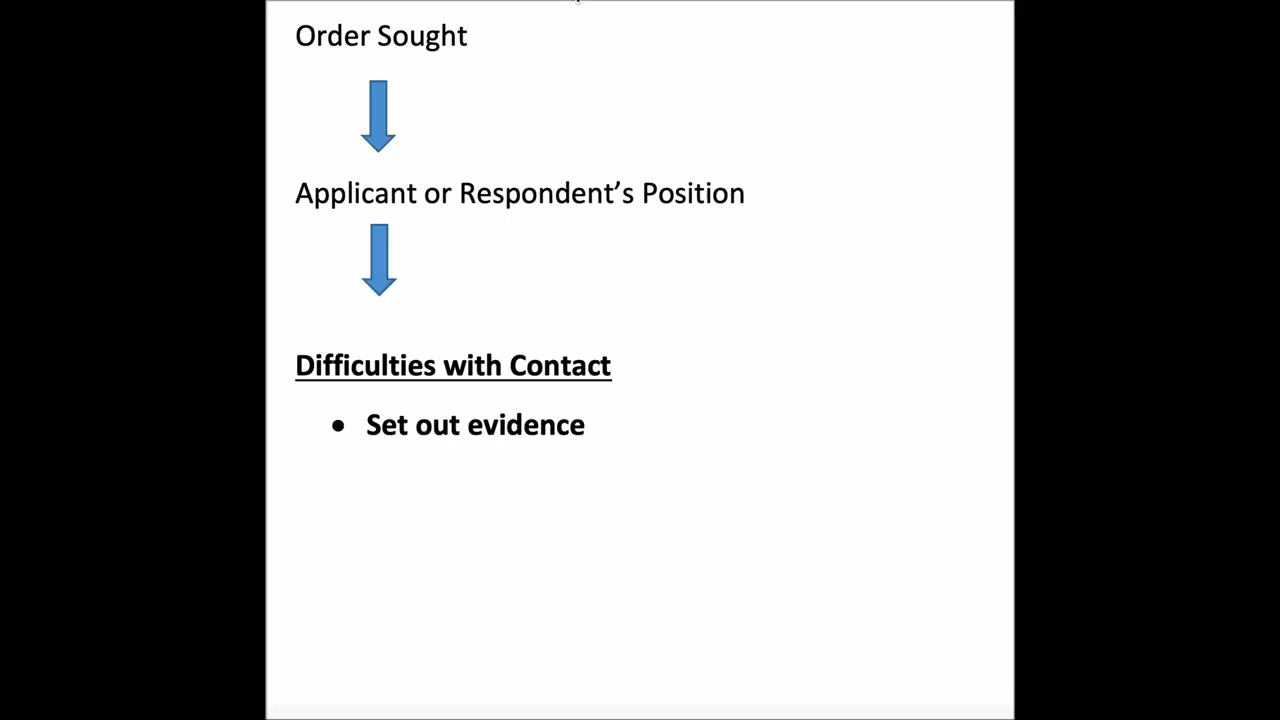 Order Sought
Applicant or Respondent’s Position
Difficulties with Contact
• Set out evidence